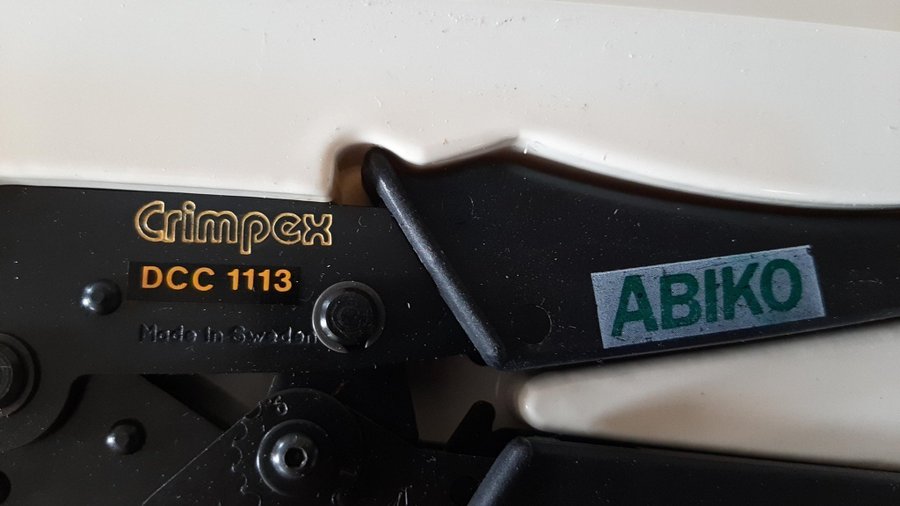 Crimpex
DCC 1113
Made in Sweden
ABIKO